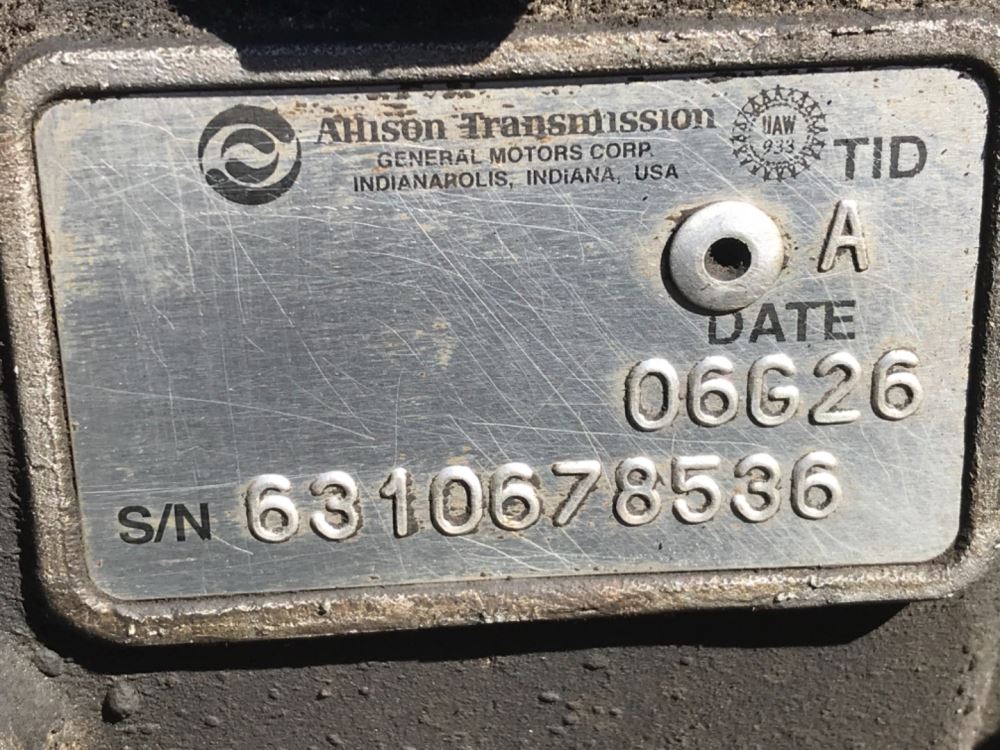 Allison Transmission
GENERAL MOTORS CORP.
INDIANAPOLIS, INDIANA, USA
UAW
933
TID
A
DATE
06G26
S/N 6310678536